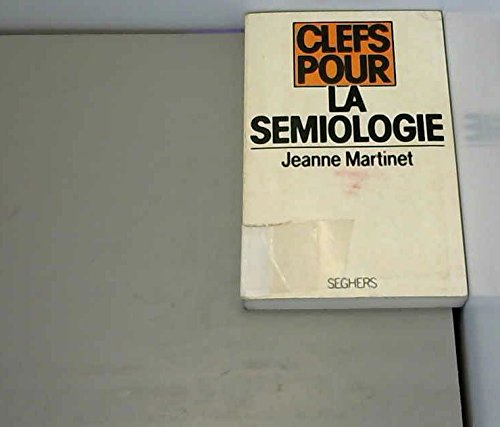 CLEFS
POUR
LA
SEMIOLOGIE
Jeanne Martinet
SEGHERS